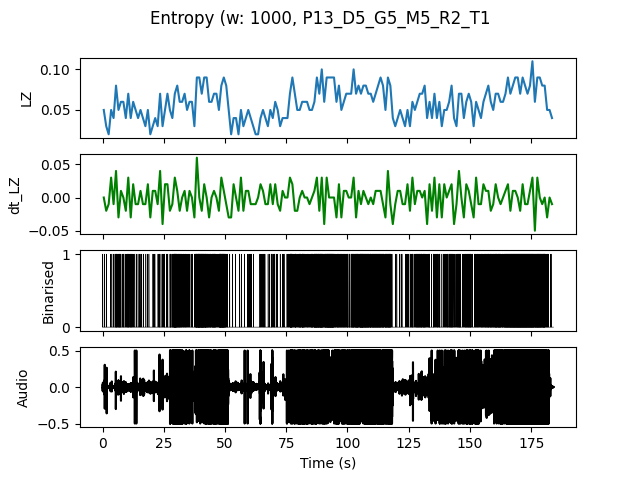 Entropy (w: 1000, P13_D5_G5_M5_R2_T1
0.10
0.05
LZ
0.05
0.00
−0.05
dt_LZ
1
0
Binarised
0.5
0.0
−0.5
Audio
0 25 50 75 100 125 150 175
Time (s)